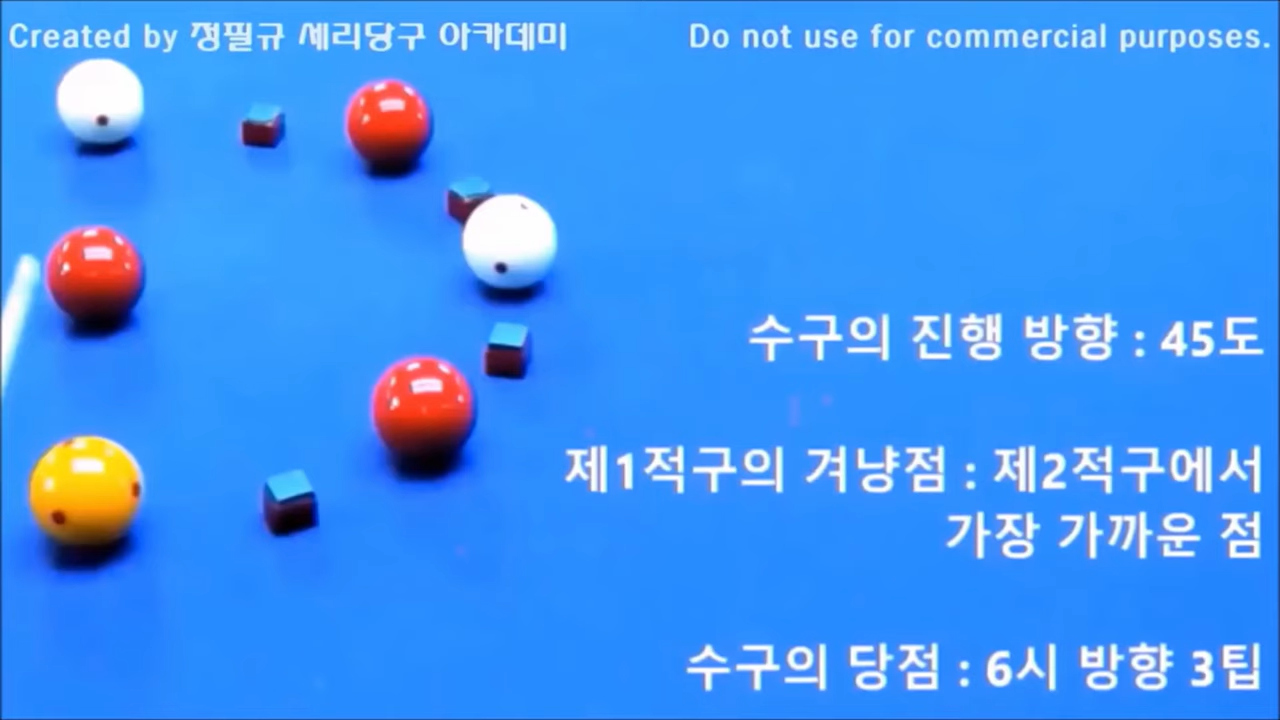 Created by 정필규 세리당구 아카데미
Do not use for commercial purposes.
수구의 진행 방향 : 45도
제1적구의 겨냥점 : 제2적구에서
가장 가까운 점
수구의 당점 : 6시 방향 3팁